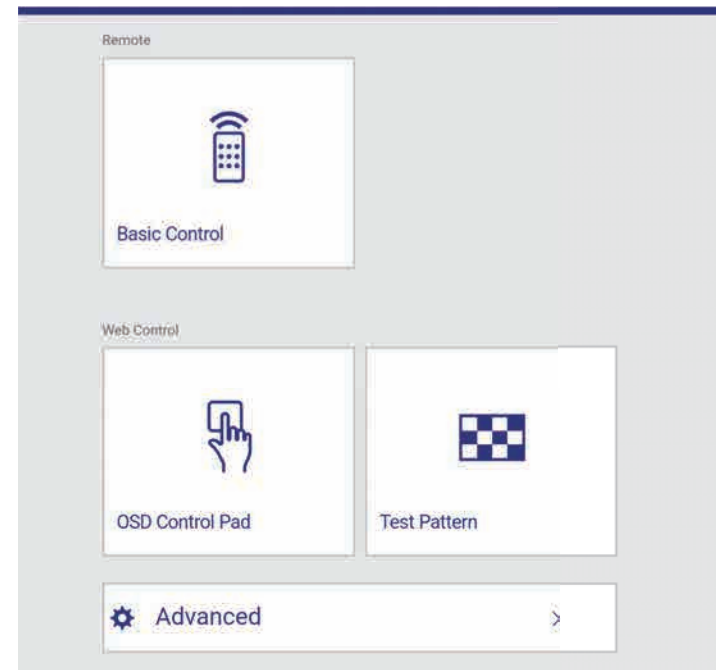 Remote
Basic Control
Web Control
OSD Control Pad
Test Pattern
Advanced